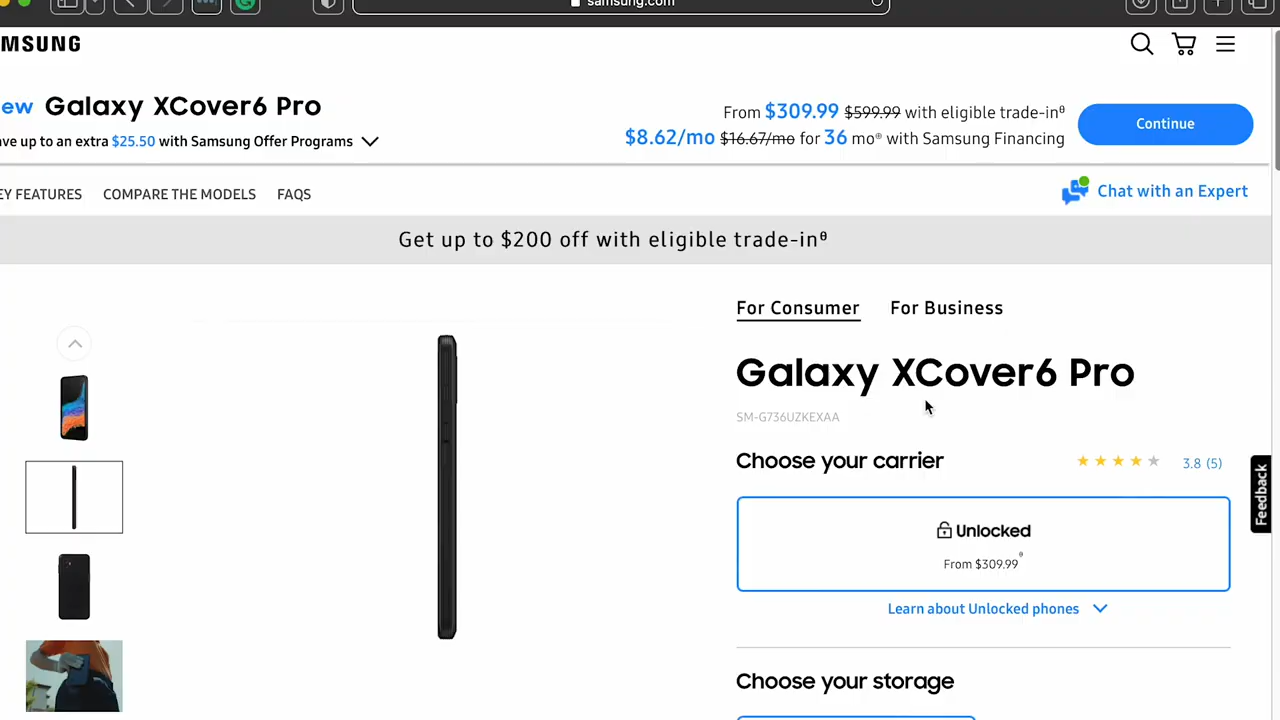 samsung.com
MSUNG
ew Galaxy XCover6 Pro
From $309.99 $599.99 with eligible trade-inᶿ
ave up to an extra $25.50 with Samsung Offer Programs
$8.62/mo $16.67/mo for 36 mo⁽ᵒ⁾ with Samsung Financing
Continue
EY FEATURES COMPARE THE MODELS FAQS
Chat with an Expert
Get up to $200 off with eligible trade-inᶿ
For Consumer For Business
Galaxy XCover6 Pro
SM-G736UZKEXAA
Choose your carrier
3.8 (5)
Feedback
Unlocked
From $309.99ᶿ
Learn about Unlocked phones
Choose your storage